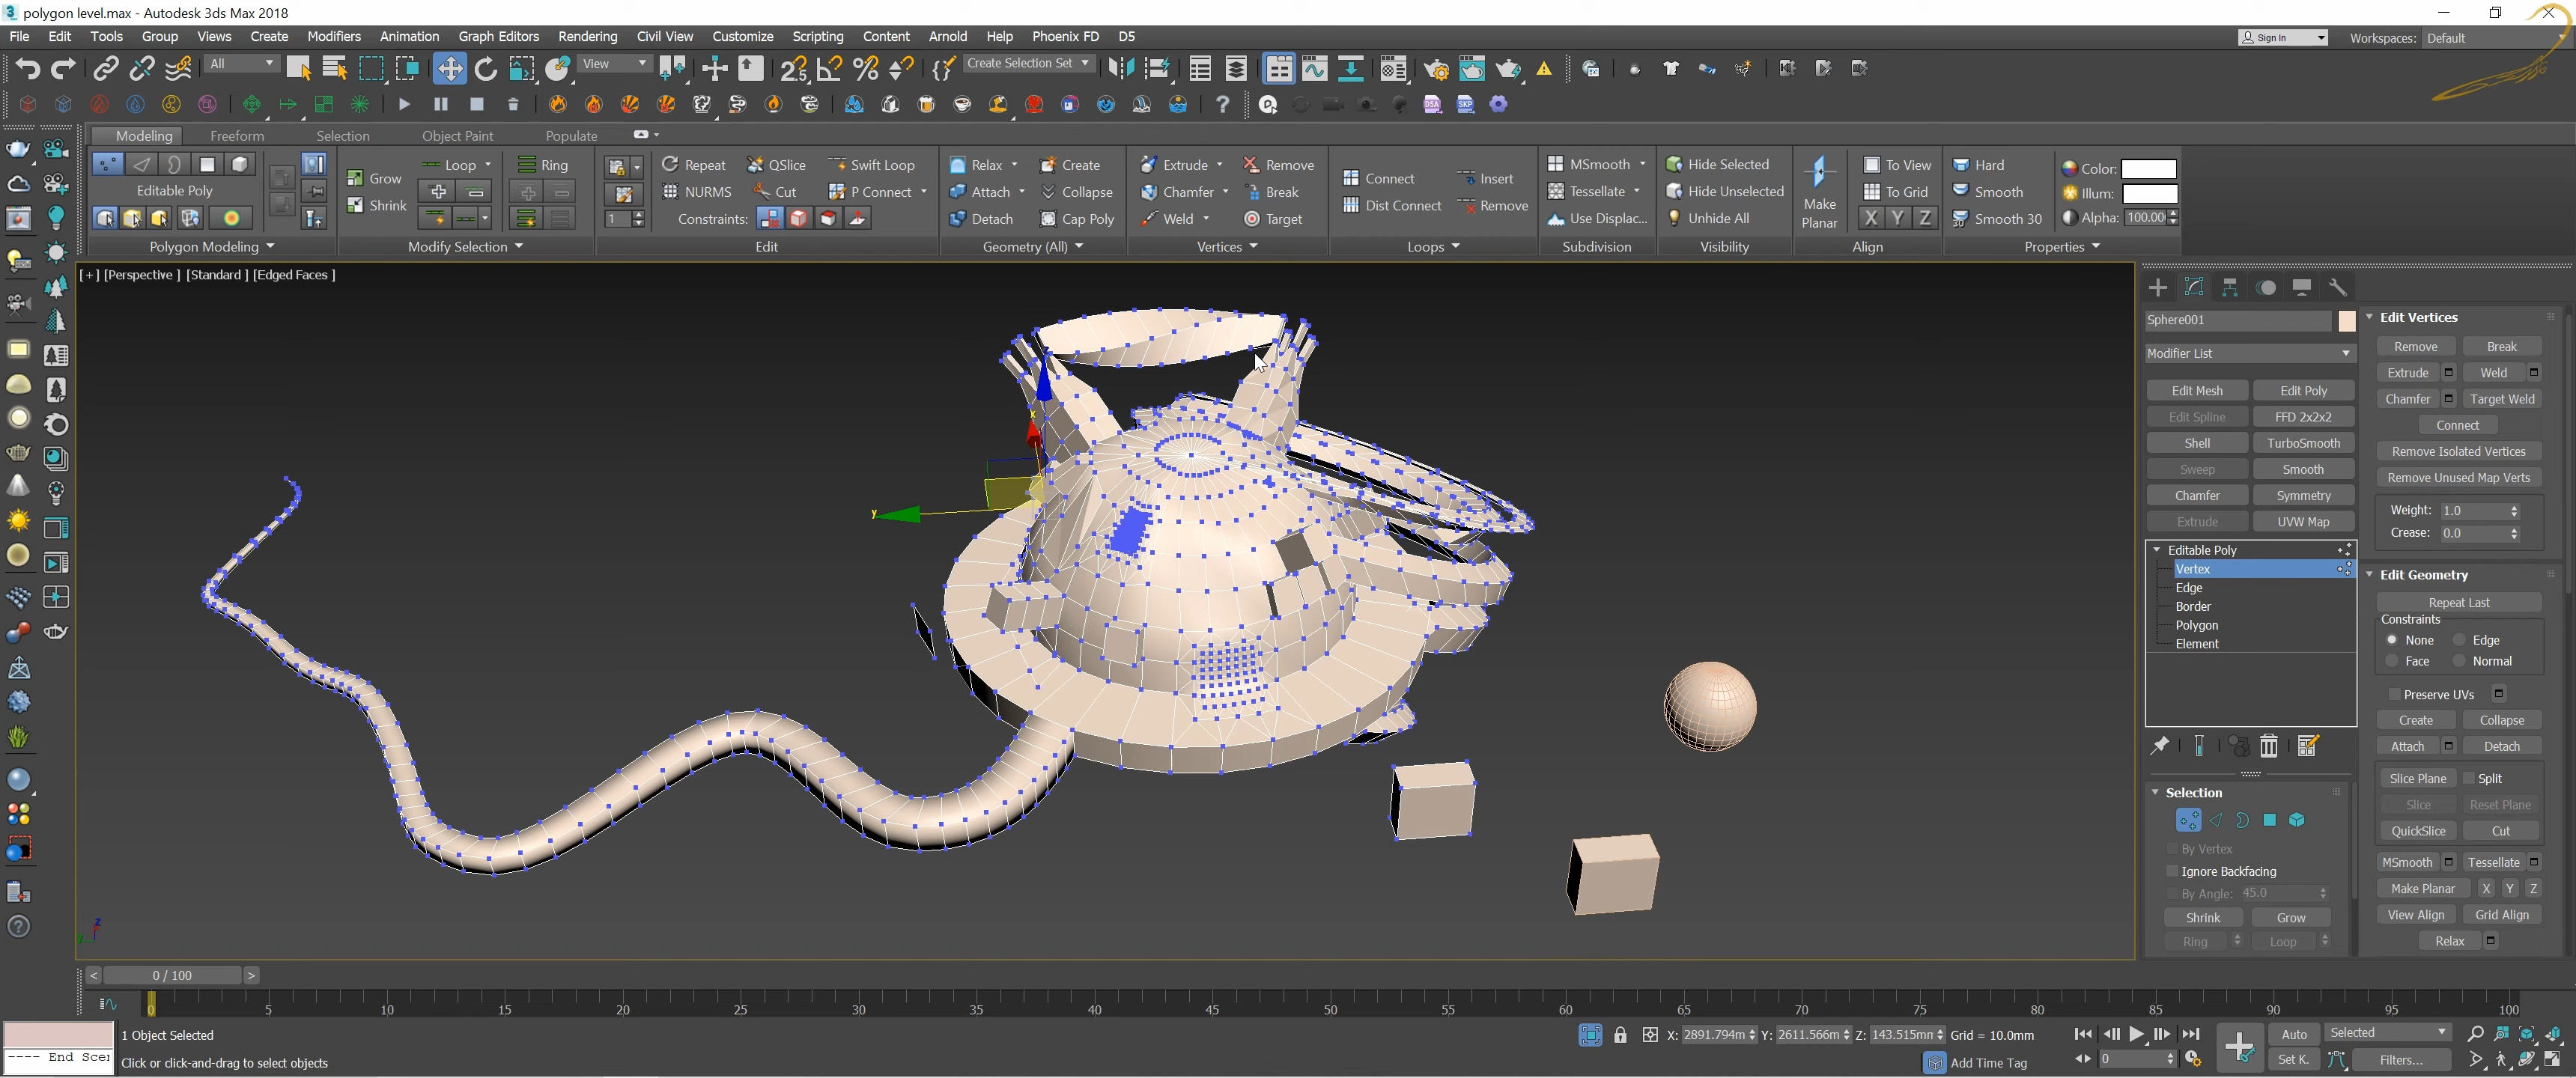 3 polygon level.max - Autodesk 3ds Max 2018
File Edit Tools Group Views Create Modifiers Animation Graph Editors Rendering Civil View Customize Scripting Content Arnold Help Phoenix FD D5
Sign In Workspaces: Default
All View Create Selection Set
Modeling Freeform Selection Object Paint Populate
Loop Ring Repeat QSlice Swift Loop Relax Create Extrude Remove MSmooth Hide Selected To View Hard Color:
Editable Poly Grow NURMS Cut P Connect Attach Collapse Chamfer Break Connect Insert Tessellate Hide Unselected To Grid Smooth Illum:
Shrink 1 Constraints: Detach Cap Poly Weld Target Dist Connect Remove Use Displac... Unhide All Make Planar X Y Z Smooth 30 Alpha: 100.00
Polygon Modeling Modify Selection Edit Geometry (All) Vertices Loops Subdivision Visibility Align Properties
[+] [Perspective ] [Standard ] [Edged Faces ]
x
y
z
Sphere001
Modifier List
Edit Mesh Edit Poly
Edit Spline FFD 2x2x2
Shell TurboSmooth
Sweep Smooth
Chamfer Symmetry
Extrude UVW Map
Editable Poly
Vertex
Edge
Border
Polygon
Element
Selection
By Vertex
Ignore Backfacing
By Angle: 45.0
Shrink Grow
Ring Loop
Edit Vertices
Remove Break
Extrude Weld
Chamfer Target Weld
Connect
Remove Isolated Vertices
Remove Unused Map Verts
Weight: 1.0
Crease: 0.0
Edit Geometry
Repeat Last
Constraints
None Edge
Face Normal
Preserve UVs
Create Collapse
Attach Detach
Slice Plane Split
Slice Reset Plane
QuickSlice Cut
MSmooth Tessellate
Make Planar X Y Z
View Align Grid Align
Relax
< 0 / 100 >
0 5 10 15 20 25 30 35 40 45 50 55 60 65 70 75 80 85 90 95 100
1 Object Selected
---- End Scer
Click or click-and-drag to select objects
X: 2891.794m Y: 2611.566m Z: 143.515mn Grid = 10.0mm
Add Time Tag
0
Auto Selected
Set K. Filters...